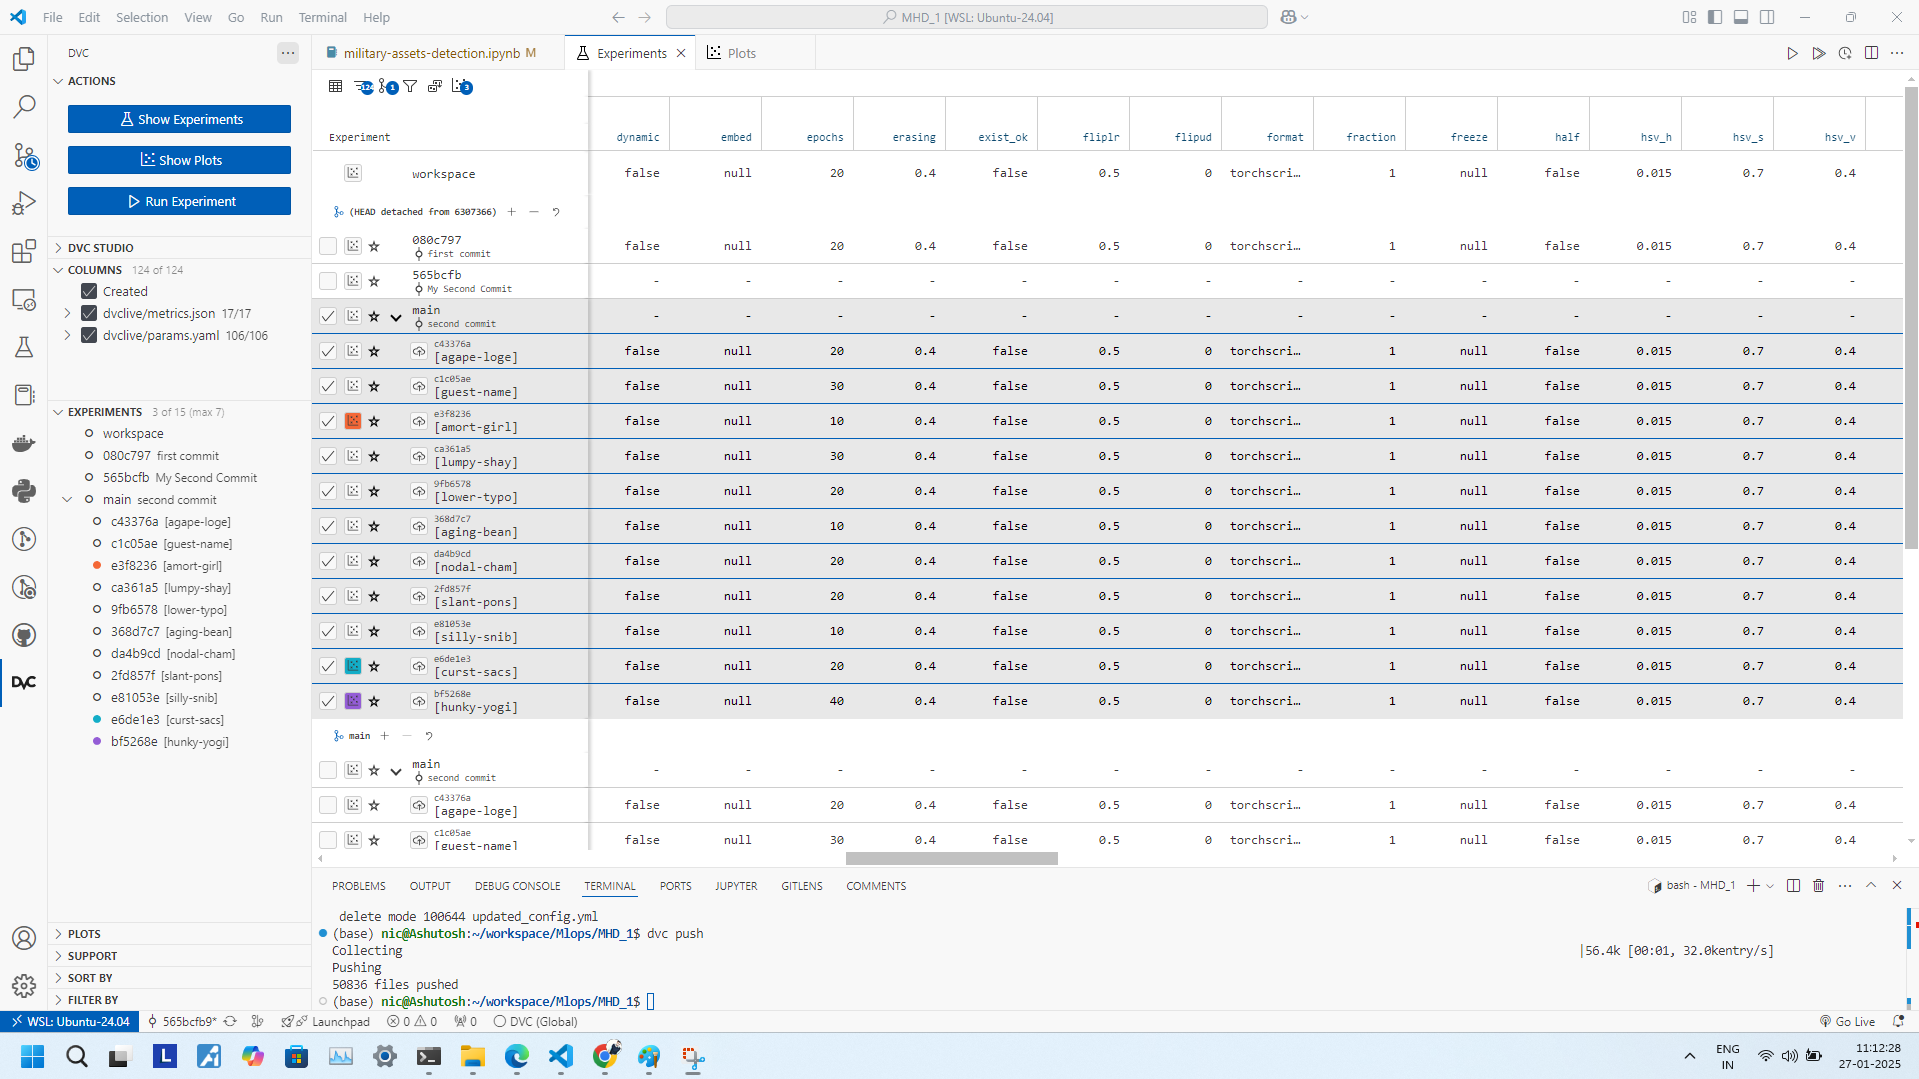 File Edit Selection View Go Run Terminal Help
MHD_1 [WSL: Ubuntu-24.04]
DVC
military-assets-detection.ipynb M
Experiments
Plots
ACTIONS
Show Experiments
Show Plots
Run Experiment
DVC STUDIO
COLUMNS 124 of 124
Created
dvclive/metrics.json 17/17
dvclive/params.yaml 106/106
EXPERIMENTS 3 of 15 (max 7)
workspace
080c797 first commit
565bcfb My Second Commit
main second commit
c43376a [agape-loge]
c1c05ae [guest-name]
e3f8236 [amort-girl]
ca361a5 [lumpy-shay]
9fb6578 [lower-typo]
368d7c7 [aging-bean]
da4b9cd [nodal-cham]
2fd857f [slant-pons]
e81053e [silly-snib]
e6de1e3 [curst-sacs]
bf5268e [hunky-yogi]
PLOTS
SUPPORT
SORT BY
FILTER BY
124 1 3
Experiment dynamic embed epochs erasing exist_ok fliplr flipud format fraction freeze half hsv_h hsv_s hsv_v
workspace false null 20 0.4 false 0.5 0 torchscri… 1 null false 0.015 0.7 0.4
(HEAD detached from 6307366) + −
080c797 false null 20 0.4 false 0.5 0 torchscri… 1 null false 0.015 0.7 0.4
first commit
565bcfb - - - - - - - - - - - - - -
My Second Commit
main - - - - - - - - - - - - - -
second commit
c43376a
[agape-loge] false null 20 0.4 false 0.5 0 torchscri… 1 null false 0.015 0.7 0.4
c1c05ae
[guest-name] false null 30 0.4 false 0.5 0 torchscri… 1 null false 0.015 0.7 0.4
e3f8236
[amort-girl] false null 10 0.4 false 0.5 0 torchscri… 1 null false 0.015 0.7 0.4
ca361a5
[lumpy-shay] false null 30 0.4 false 0.5 0 torchscri… 1 null false 0.015 0.7 0.4
9fb6578
[lower-typo] false null 20 0.4 false 0.5 0 torchscri… 1 null false 0.015 0.7 0.4
368d7c7
[aging-bean] false null 10 0.4 false 0.5 0 torchscri… 1 null false 0.015 0.7 0.4
da4b9cd
[nodal-cham] false null 20 0.4 false 0.5 0 torchscri… 1 null false 0.015 0.7 0.4
2fd857f
[slant-pons] false null 20 0.4 false 0.5 0 torchscri… 1 null false 0.015 0.7 0.4
e81053e
[silly-snib] false null 10 0.4 false 0.5 0 torchscri… 1 null false 0.015 0.7 0.4
e6de1e3
[curst-sacs] false null 20 0.4 false 0.5 0 torchscri… 1 null false 0.015 0.7 0.4
bf5268e
[hunky-yogi] false null 40 0.4 false 0.5 0 torchscri… 1 null false 0.015 0.7 0.4
main + −
main - - - - - - - - - - - - - -
second commit
c43376a
[agape-loge] false null 20 0.4 false 0.5 0 torchscri… 1 null false 0.015 0.7 0.4
c1c05ae
[guest-name] false null 30 0.4 false 0.5 0 torchscri… 1 null false 0.015 0.7 0.4
PROBLEMS OUTPUT DEBUG CONSOLE TERMINAL PORTS JUPYTER GITLENS COMMENTS
bash - MHD_1
delete mode 100644 updated_config.yml
(base) nic@Ashutosh:~/workspace/Mlops/MHD_1$ dvc push
Collecting |56.4k [00:01, 32.0kentry/s]
Pushing
50836 files pushed
(base) nic@Ashutosh:~/workspace/Mlops/MHD_1$
WSL: Ubuntu-24.04 565bcfb9* Launchpad 0 0 0 DVC (Global) Go Live
L
ENG
IN
11:12:28
27-01-2025